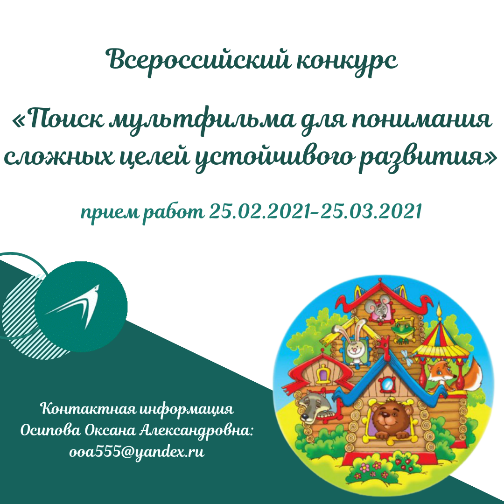 Всероссийский конкурс
«Поиск мультфильма для понимания
сложных целей устойчивого развития»
прием работ 25.02.2021-25.03.2021
Контактная информация
Осипова Оксана Александровна:
ooa555@yandex.ru